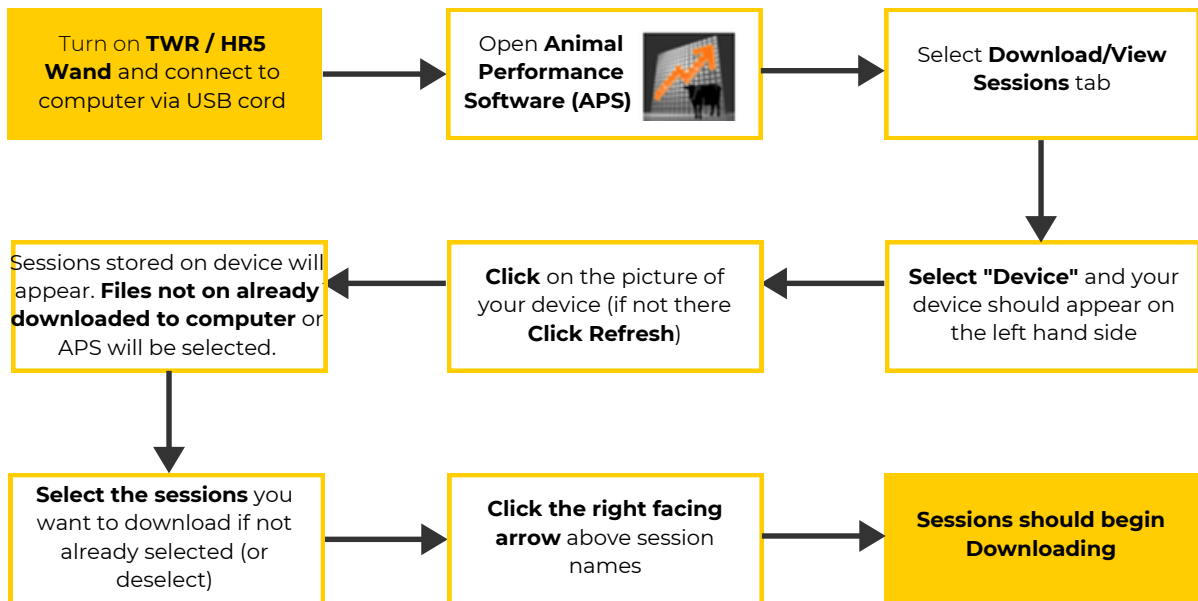 Turn on TWR / HR5
Wand and connect to
computer via USB cord
Open Animal
Performance
Software (APS)
Select Download/View
Sessions tab
Select "Device" and your
device should appear on
the left hand side
Click on the picture of
your device (if not there
Click Refresh)
Sessions stored on device will
appear. Files not on already
downloaded to computer or
APS will be selected.
Select the sessions you
want to download if not
already selected (or
deselect)
Click the right facing
arrow above session
names
Sessions should begin
Downloading